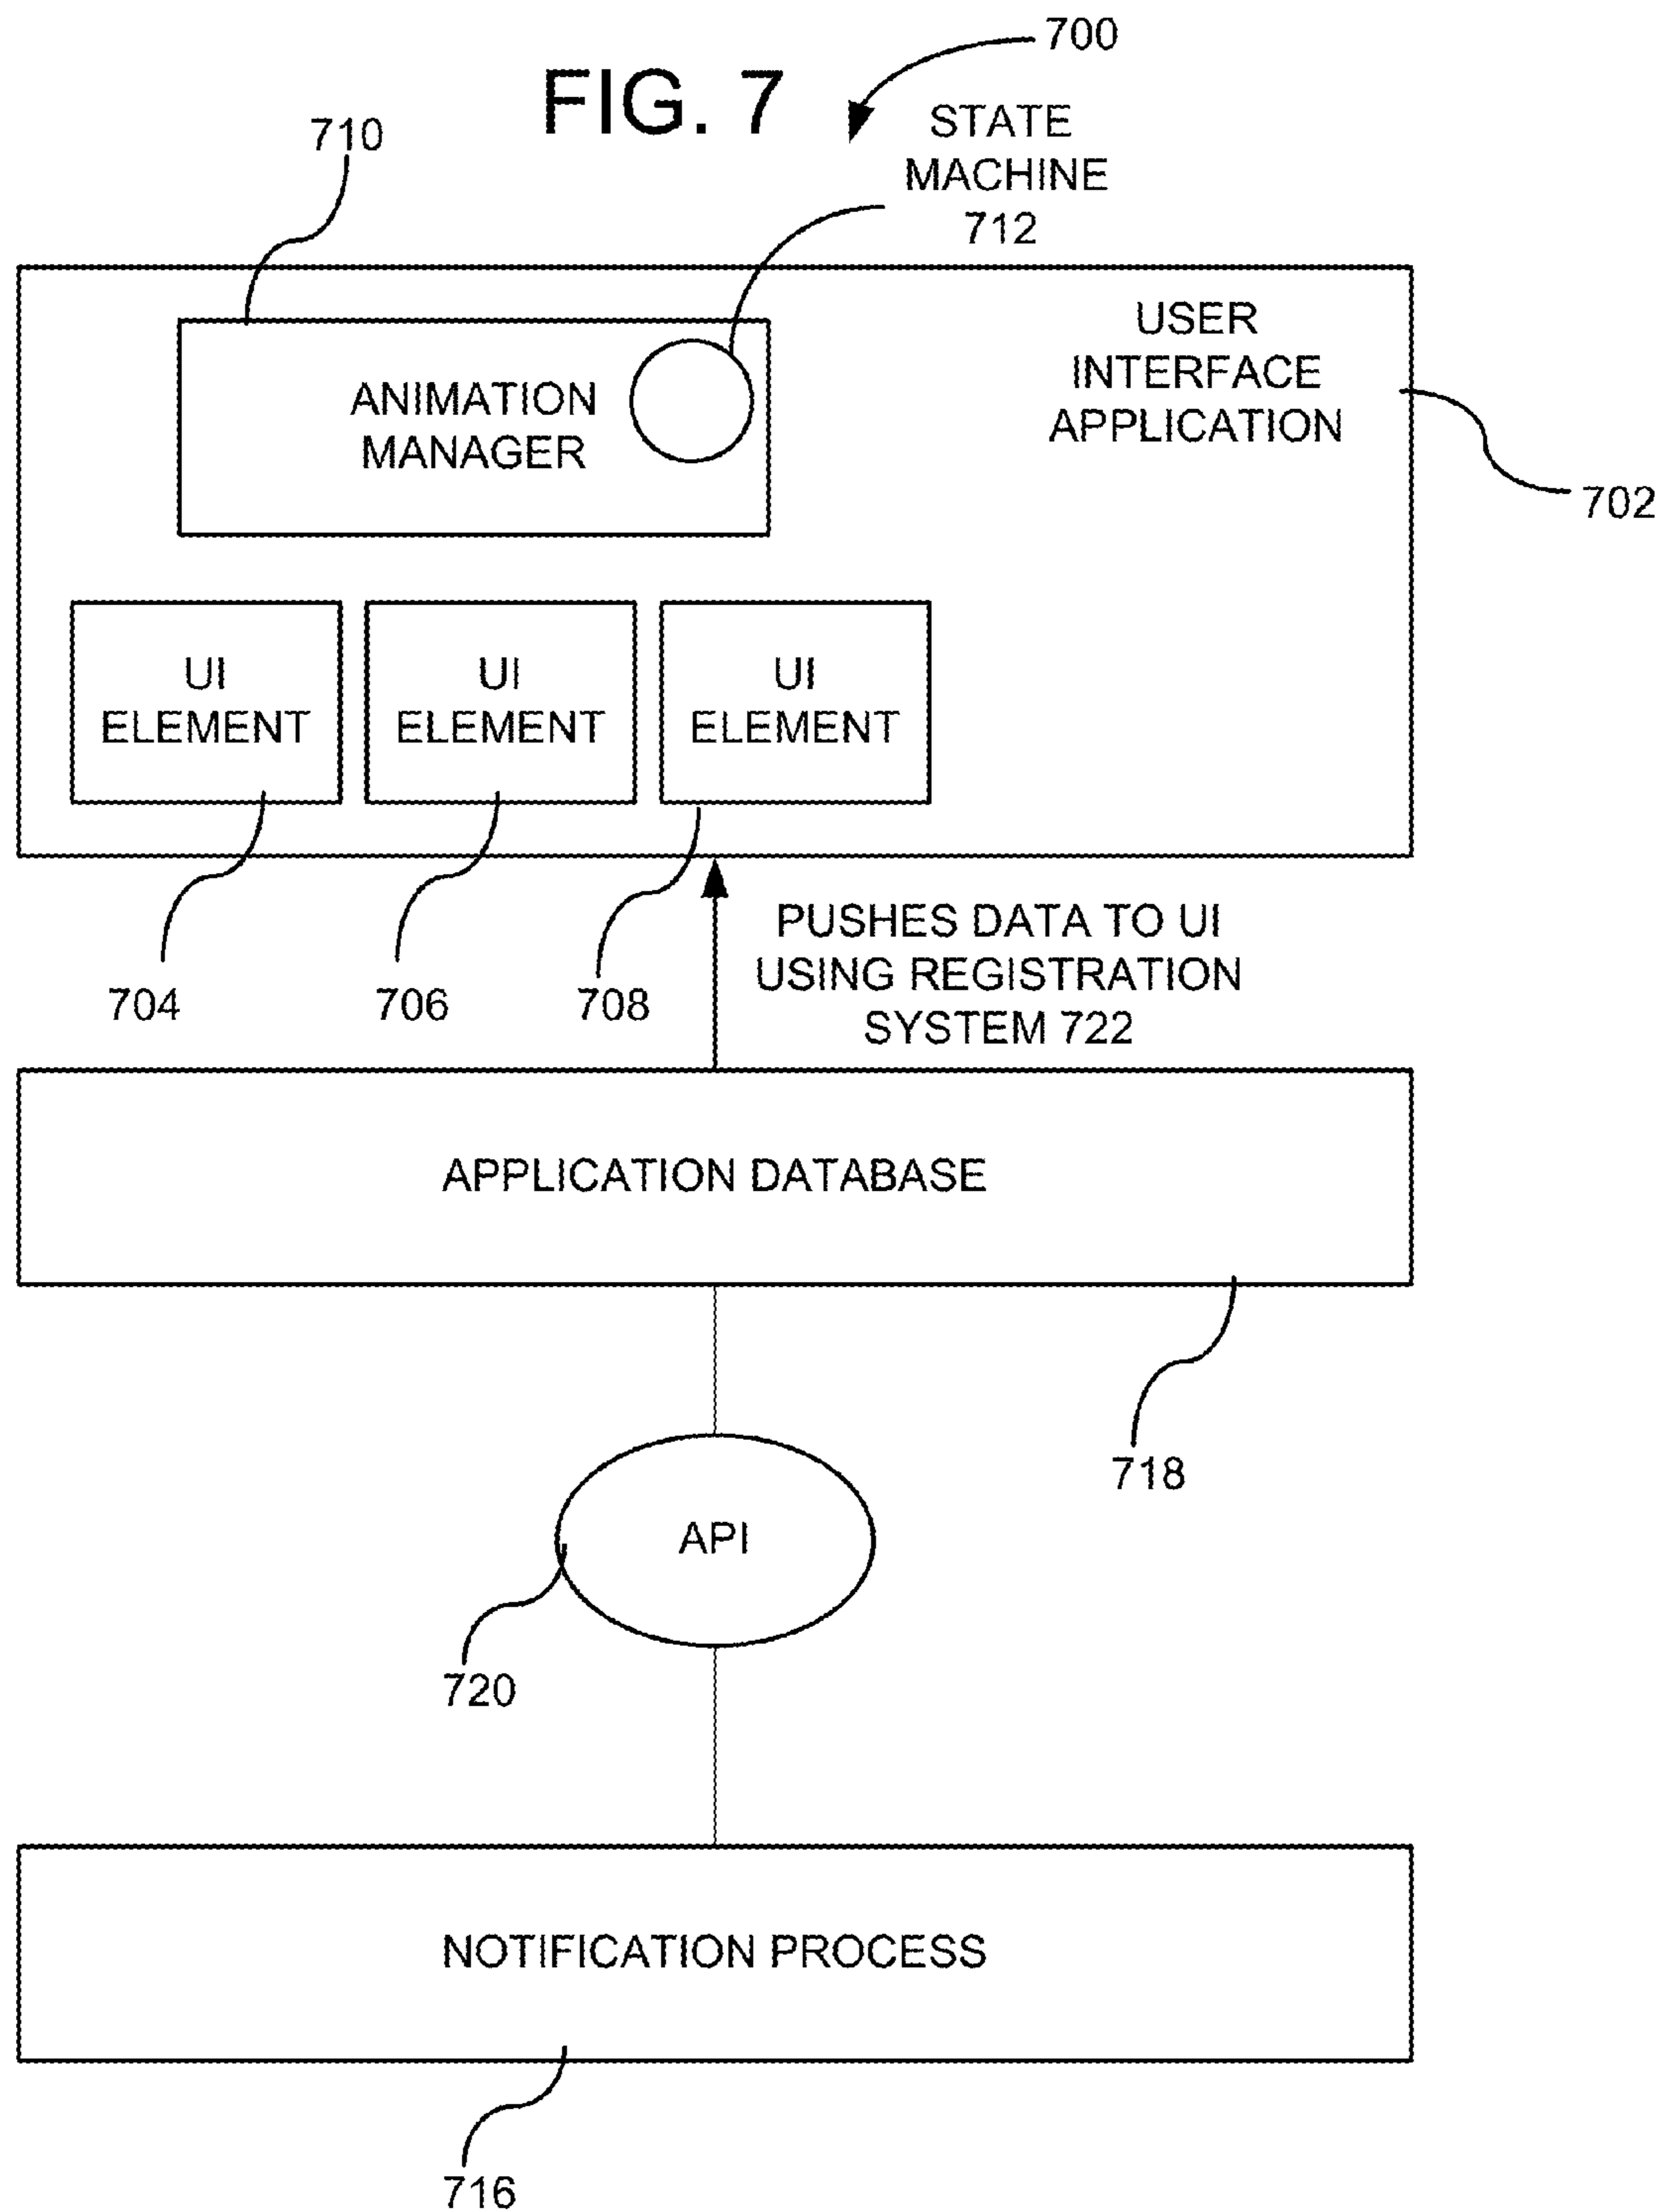 700
FIG. 7
STATE
MACHINE
712
710
USER
INTERFACE
APPLICATION
702
ANIMATION
MANAGER
UI
ELEMENT
UI
ELEMENT
UI
ELEMENT
704
706
708
PUSHES DATA TO UI
USING REGISTRATION
SYSTEM 722
APPLICATION DATABASE
718
API
720
NOTIFICATION PROCESS
716